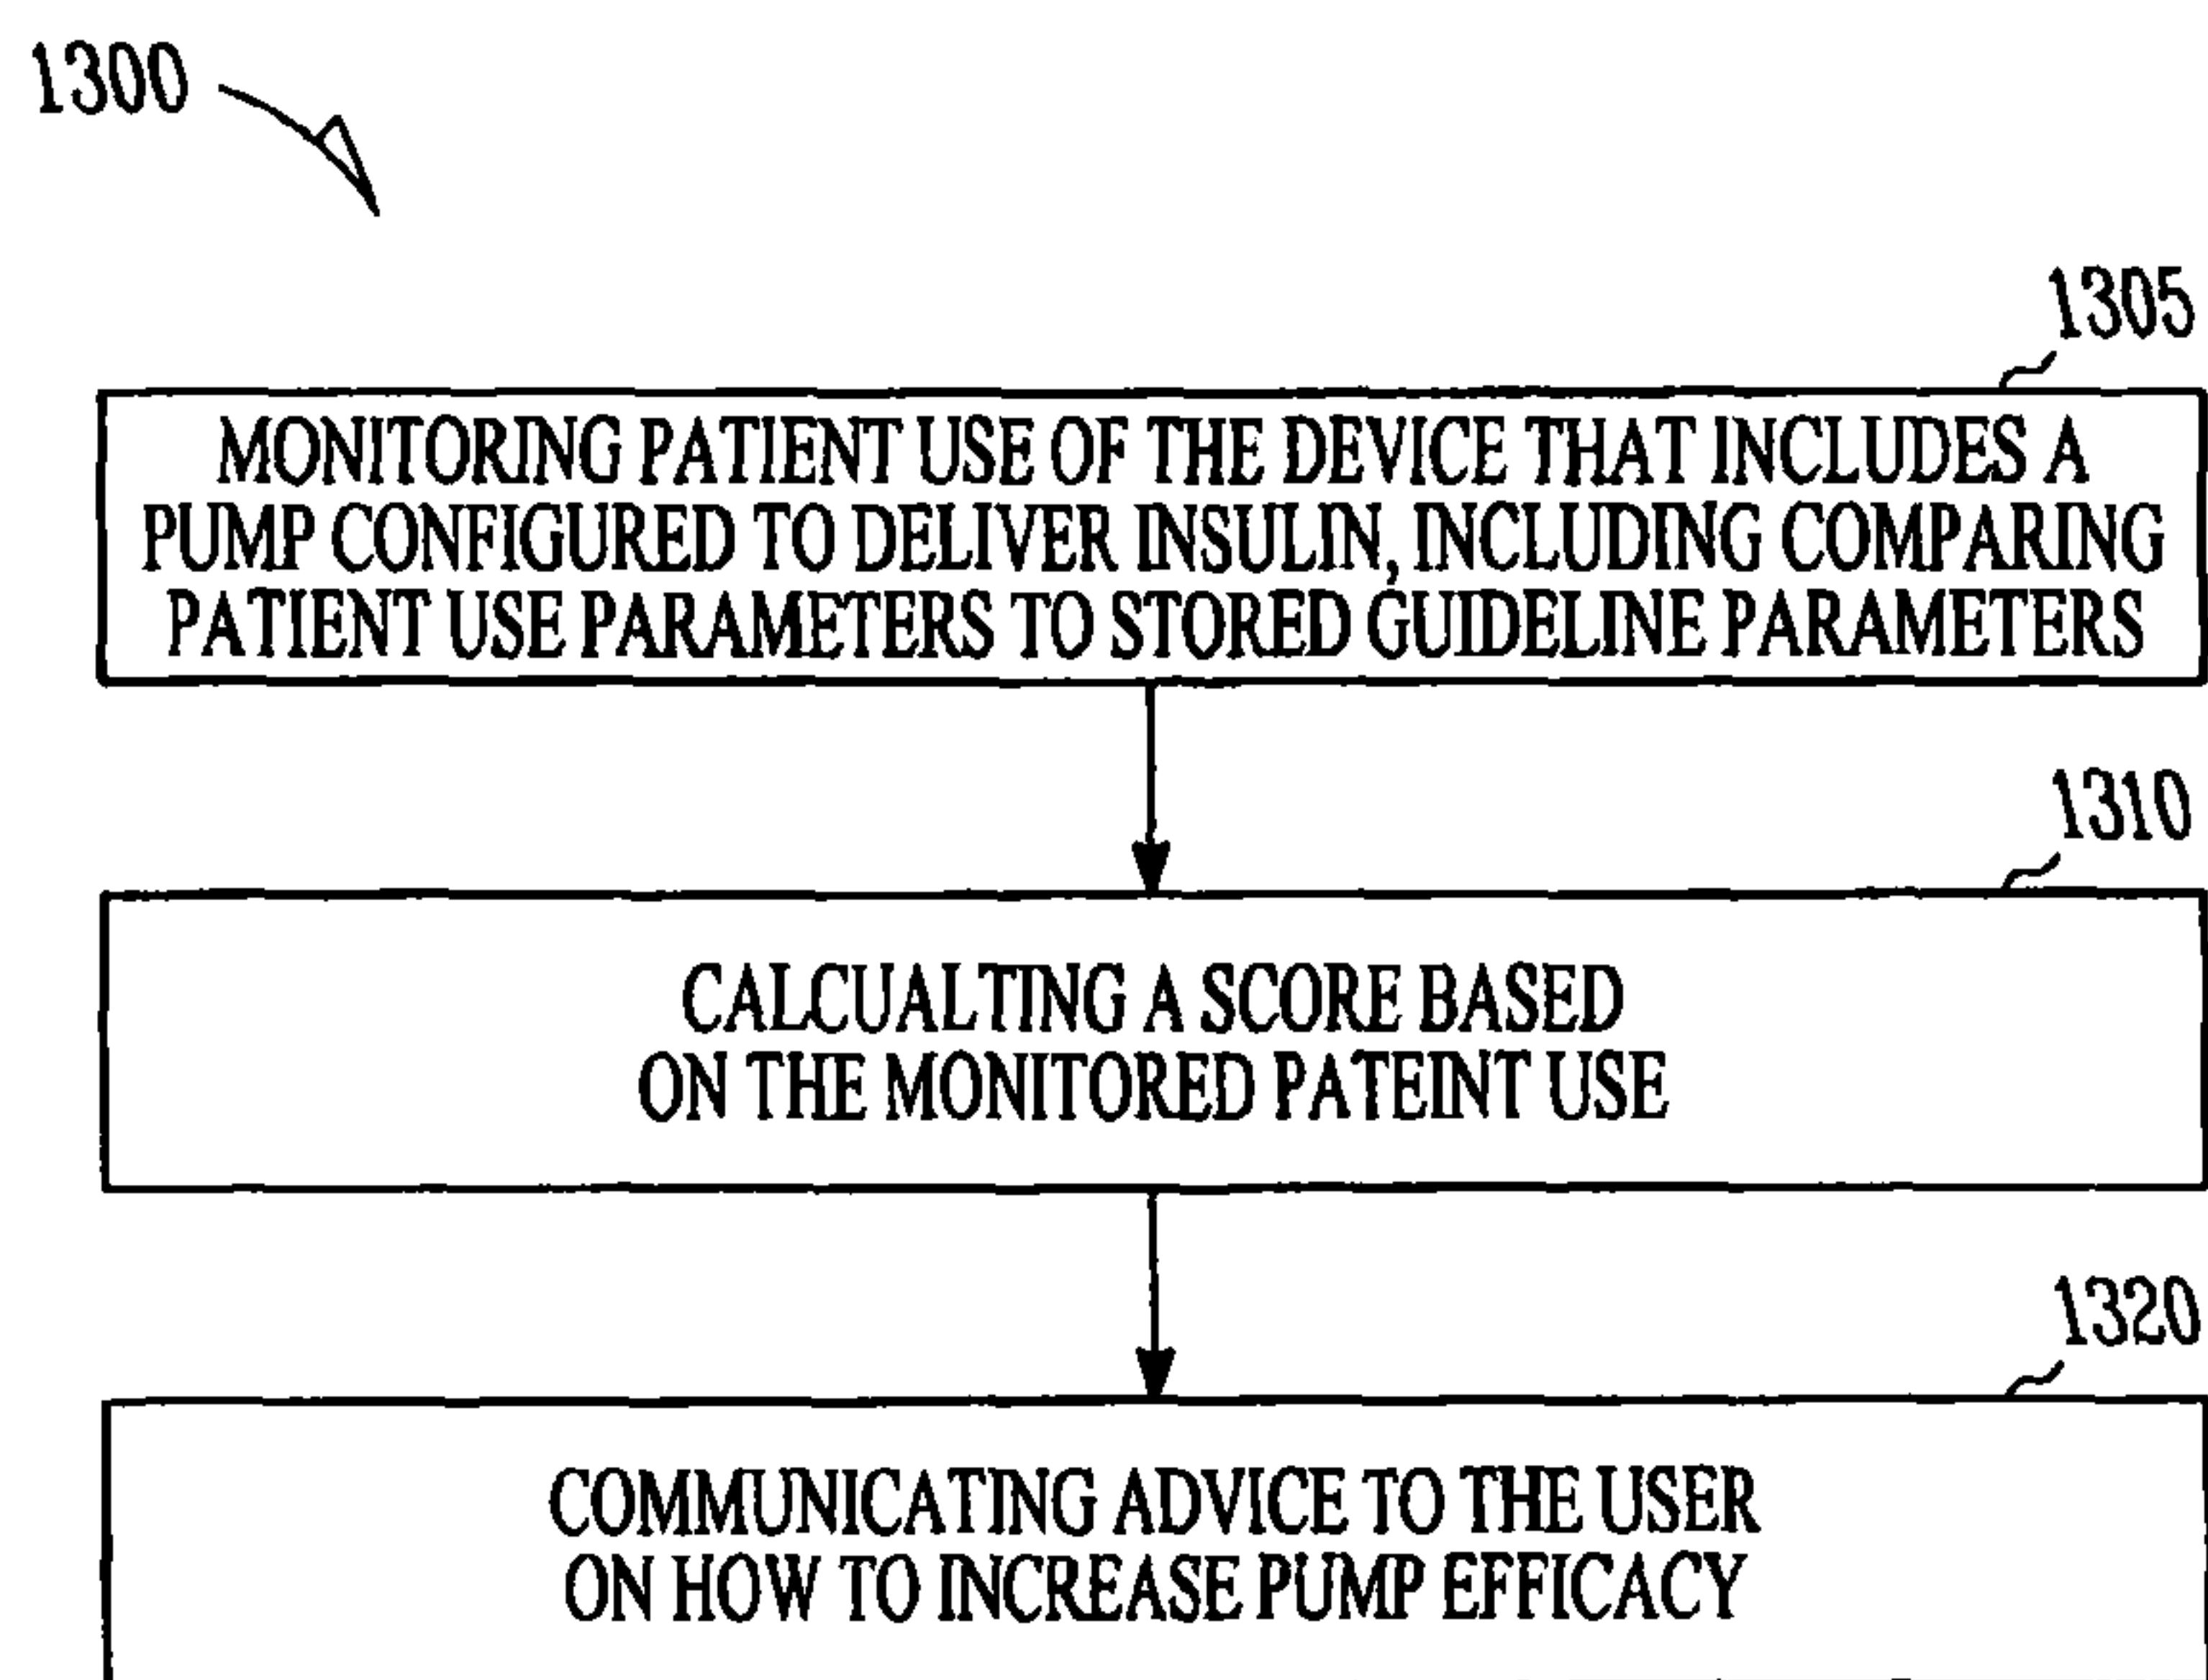 1300
1305
MONITORING PATIENT USE OF THE DEVICE THAT INCLUDES A
PUMP CONFIGURED TO DELIVER INSULIN, INCLUDING COMPARING
PATIENT USE PARAMETERS TO STORED GUIDELINE PARAMETERS
1310
CALCUALTING A SCORE BASED
ON THE MONITORED PATEINT USE
1320
COMMUNICATING ADVICE TO THE USER
ON HOW TO INCREASE PUMP EFFICACY